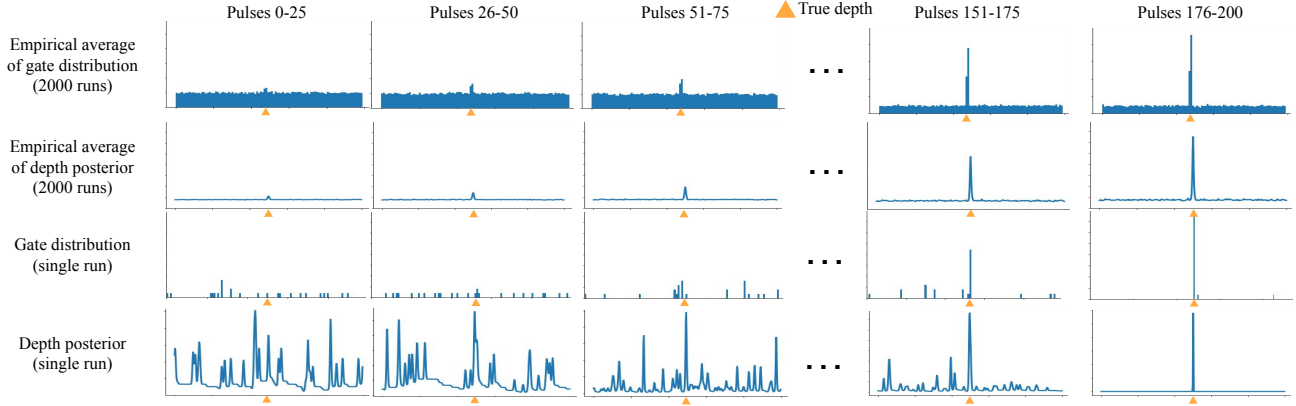 Pulses 0-25
Pulses 26-50
Pulses 51-75
True depth
Pulses 151-175
Pulses 176-200
Empirical average
of gate distribution
(2000 runs)
Empirical average
of depth posterior
(2000 runs)
Gate distribution
(single run)
Depth posterior
(single run)